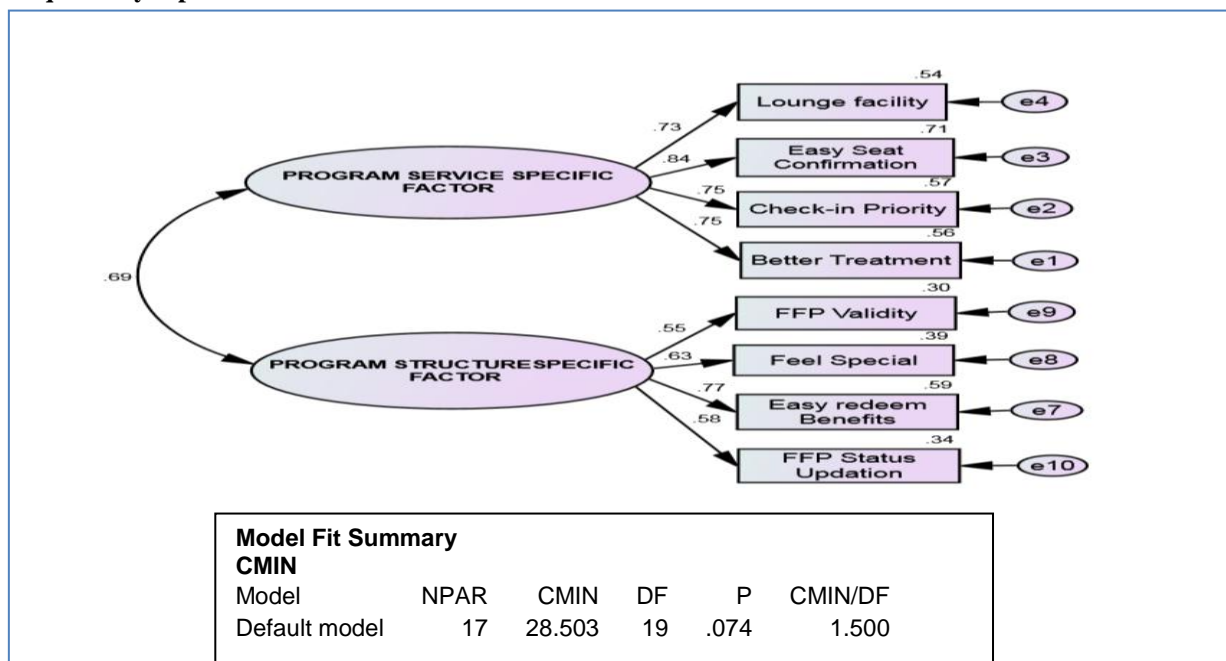 .54
Lounge facility
e4
.73
.71
Easy Seat
Confirmation
e3
.84
PROGRAM SERVICE SPECIFIC
FACTOR
.57
.75
Check-in Priority
e2
.75
.56
Better Treatment
e1
.69
.30
FFP Validity
e9
.55
.39
.63
Feel Special
e8
PROGRAM STRUCTURESPECIFIC
FACTOR
.59
.77
Easy redeem
Benefits
e7
.58
.34
FFP Status
Updation
e10
Model Fit Summary
CMIN
Model NPAR CMIN DF P CMIN/DF
Default model 17 28.503 19 .074 1.500